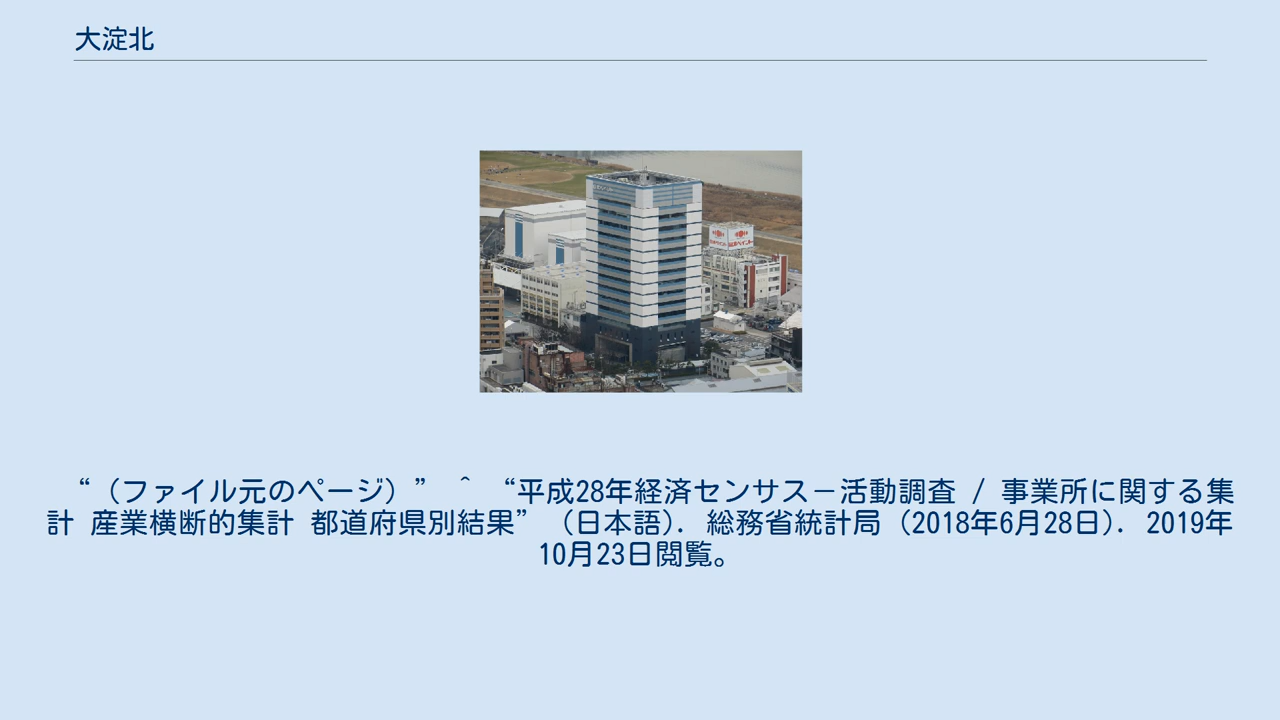 大淀北
“（ファイル元のページ）” ^ “平成28年経済センサス－活動調査 / 事業所に関する集
計 産業横断的集計 都道府県別結果” （日本語）. 総務省統計局 (2018年6月28日). 2019年
10月23日閲覧。